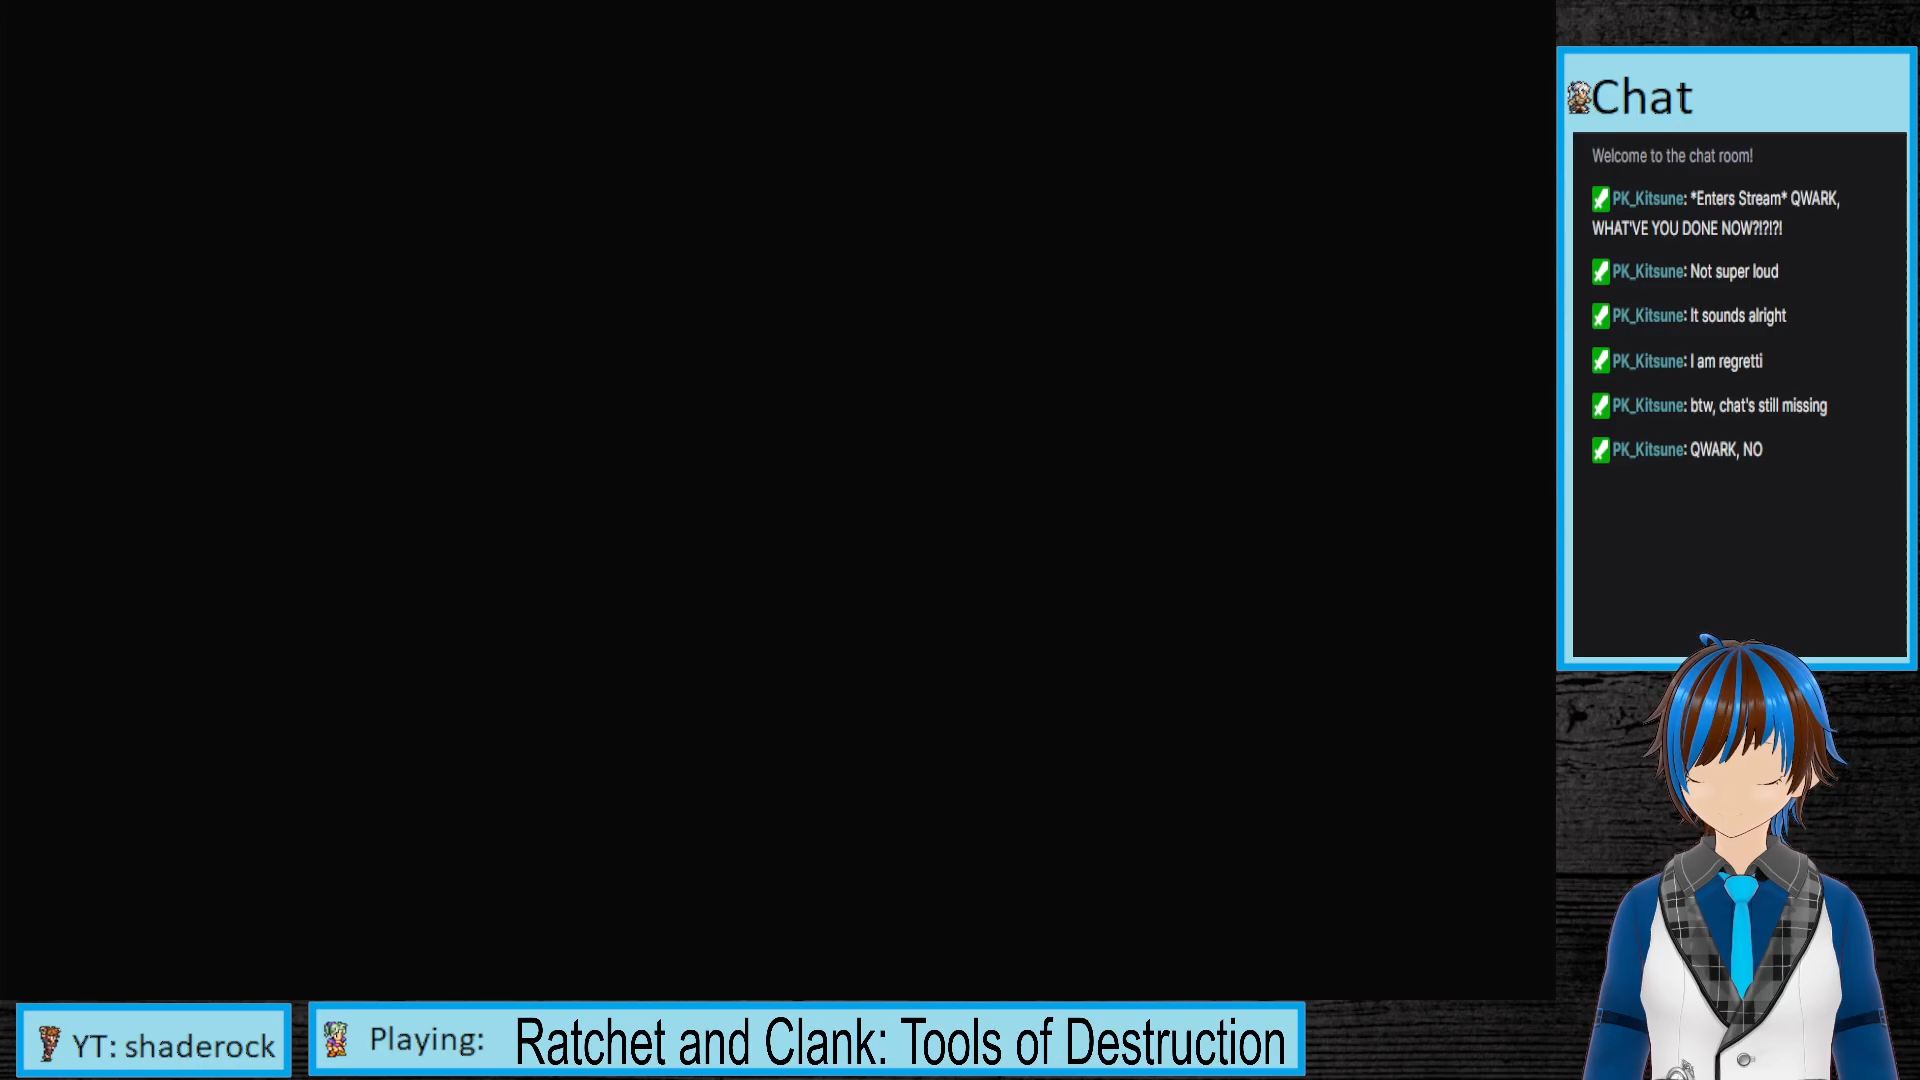 Chat
Welcome to the chat room!
PK_Kitsune: *Enters Stream* QWARK,
WHAT'VE YOU DONE NOW?!?!?!
PK_Kitsune: Not super loud
PK_Kitsune: It sounds alright
PK_Kitsune: I am regretti
PK_Kitsune: btw, chat's still missing
PK_Kitsune: QWARK, NO
YT: shaderock
Playing: Ratchet and Clank: Tools of Destruction